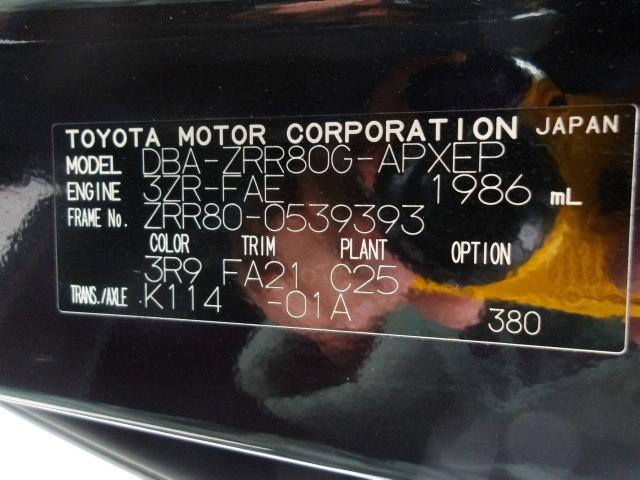 TOYOTA MOTOR CORPORATION JAPAN
MODEL DBA-ZRR80G-APXEP
ENGINE 3ZR-FAE 1986 mL
FRAME No. ZRR80-0539393
COLOR TRIM PLANT OPTION
3R9 FA21 C25
TRANS./AXLE K114 -01A
380